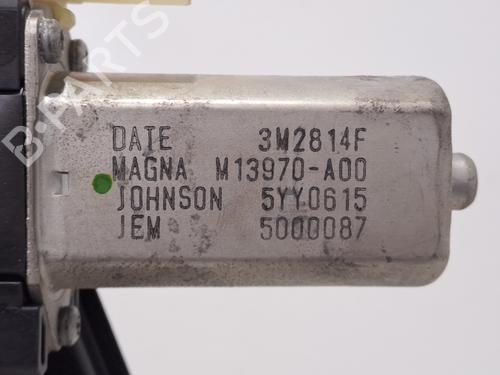 DATE 3M2814F
MAGNA M13970-A00
JOHNSON 5YY0615
JEM 5000087
B-PARTS